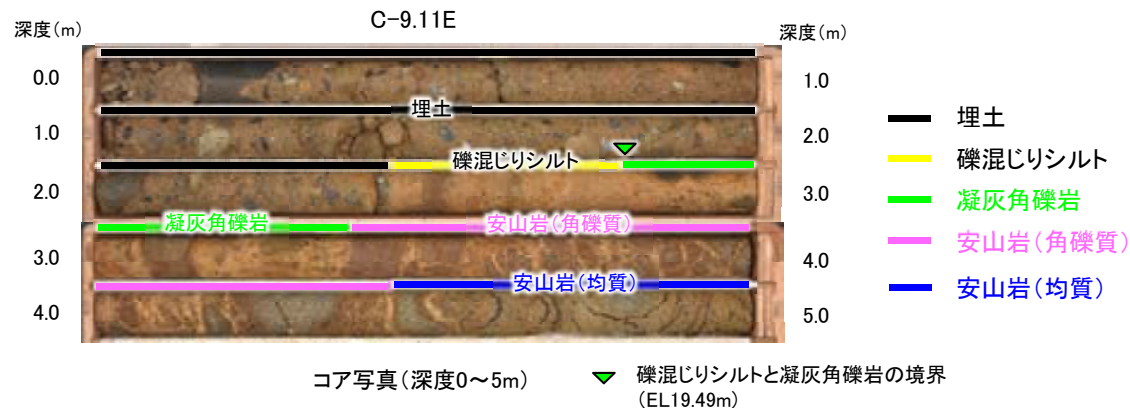 C-9.11E
深度(m)
深度(m)
0.0
1.0
埋土
1.0
2.0
礫混じりシルト
2.0
3.0
凝灰角礫岩
安山岩(角礫質)
3.0
4.0
安山岩(均質)
4.0
5.0
埋土
礫混じりシルト
凝灰角礫岩
安山岩(角礫質)
安山岩(均質)
コア写真(深度0～5m)
礫混じりシルトと凝灰角礫岩の境界
(EL19.49m)